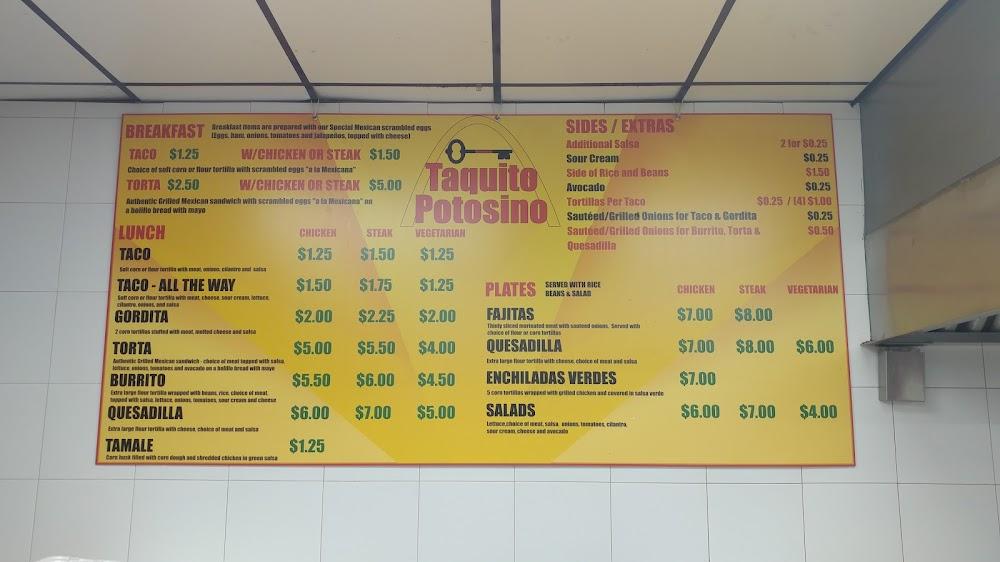 BREAKFAST Breakfast items are prepared with our Special Mexican scrambled eggs
(Eggs, ham, onions, tomatoes and jalapeños, topped with cheese)
TACO $1.25 W/CHICKEN OR STEAK $1.50
Choice of soft corn or flour tortilla with scrambled eggs "a la Mexicana"
TORTA $2.50 W/CHICKEN OR STEAK $5.00
Authentic Grilled Mexican sandwich with scrambled eggs "a la Mexicana" on
a bolillo bread with mayo
Taquito
Potosino
LUNCH CHICKEN STEAK VEGETARIAN
TACO $1.25 $1.50 $1.25
Soft corn or flour tortilla with meat, onions, cilantro and salsa
TACO - ALL THE WAY $1.50 $1.75 $1.25
Soft corn or flour tortilla with meat, cheese, sour cream, lettuce,
cilantro, onions, and salsa
GORDITA $2.00 $2.25 $2.00
2 corn tortillas stuffed with meat, melted cheese and salsa
TORTA $5.00 $5.50 $4.00
Authentic Grilled Mexican sandwich - choice of meat topped with salsa,
lettuce, onions, tomatoes and avocado on a bolillo bread with mayo
BURRITO $5.50 $6.00 $4.50
Extra large flour tortilla wrapped with beans, rice, choice of meat,
topped with salsa, lettuce, onions, tomatoes, sour cream and cheese
QUESADILLA $6.00 $7.00 $5.00
Extra large flour tortilla with cheese, choice of meat and salsa
TAMALE $1.25
Corn husk filled with corn dough and shredded chicken in green salsa
SIDES / EXTRAS
Additional Salsa 2 for $0.25
Sour Cream $0.25
Side of Rice and Beans $1.50
Avocado $0.25
Tortillas Per Taco $0.25 / (4) $1.00
Sautéed/Grilled Onions for Taco & Gordita $0.25
Sautéed/Grilled Onions for Burrito, Torta & $0.50
Quesadilla
PLATES SERVED WITH RICE
BEANS & SALAD
CHICKEN STEAK VEGETARIAN
FAJITAS $7.00 $8.00
Thinly sliced marinated meat with sauteed onions. Served with
choice of flour or corn tortillas
QUESADILLA $7.00 $8.00 $6.00
Extra large flour tortilla with cheese, choice of meat and salsa
ENCHILADAS VERDES $7.00
5 corn tortillas wrapped with grilled chicken and covered in salsa verde
SALADS $6.00 $7.00 $4.00
Lettuce,choice of meat, salsa, onions, tomatoes, cilantro,
sour cream, cheese and avocado